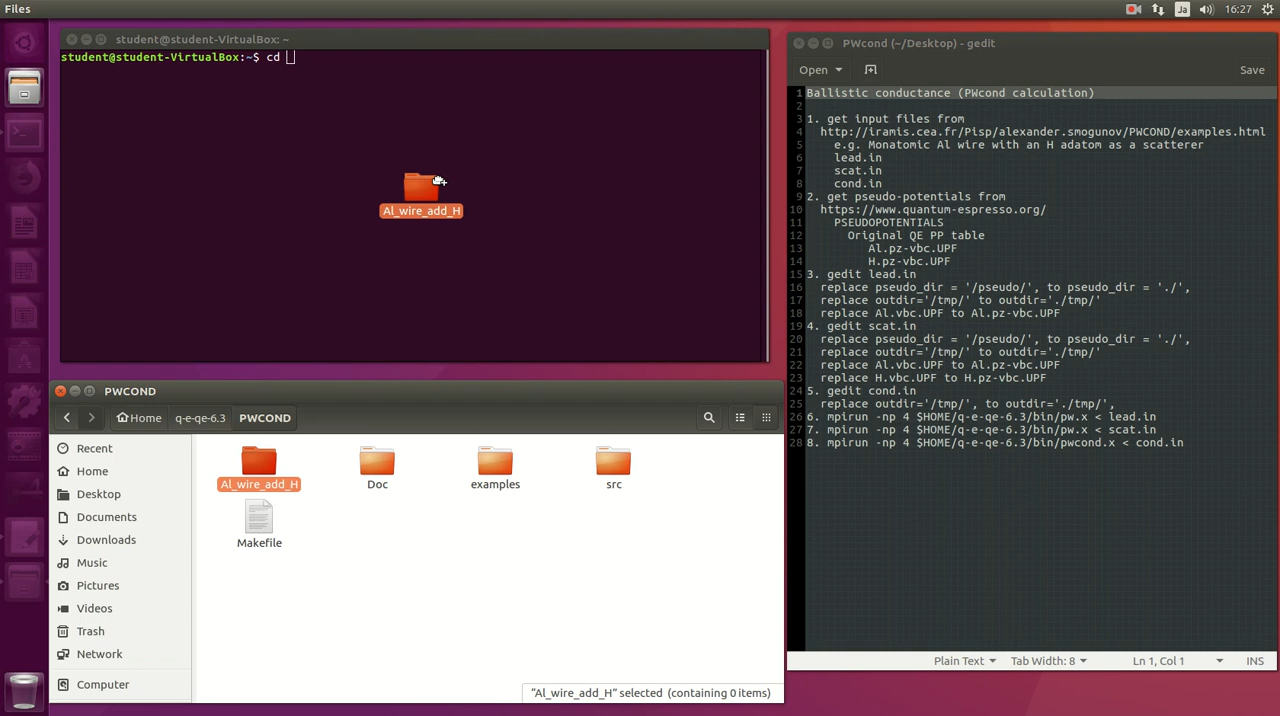 Files
Ja
16:27
student@student-VirtualBox: ~
student@student-VirtualBox:~$ cd
Al_wire_add_H
PWcond (~/Desktop) - gedit
Open
Save
1 Ballistic conductance (PWcond calculation)
2
3 1. get input files from
4 http://iramis.cea.fr/Pisp/alexander.smogunov/PWCOND/examples.html
5 e.g. Monatomic Al wire with an H adatom as a scatterer
6 lead.in
7 scat.in
8 cond.in
9 2. get pseudo-potentials from
10 https://www.quantum-espresso.org/
11 PSEUDOPOTENTIALS
12 Original QE PP table
13 Al.pz-vbc.UPF
14 H.pz-vbc.UPF
15 3. gedit lead.in
16 replace pseudo_dir = '/pseudo/', to pseudo_dir = './',
17 replace outdir='/tmp/' to outdir='./tmp/'
18 replace Al.vbc.UPF to Al.pz-vbc.UPF
19 4. gedit scat.in
20 replace pseudo_dir = '/pseudo/', to pseudo_dir = './',
21 replace outdir='/tmp/' to outdir='./tmp/'
22 replace Al.vbc.UPF to Al.pz-vbc.UPF
23 replace H.vbc.UPF to H.pz-vbc.UPF
24 5. gedit cond.in
25 replace outdir='/tmp/', to outdir='./tmp/',
26 6. mpirun -np 4 $HOME/q-e-qe-6.3/bin/pw.x < lead.in
27 7. mpirun -np 4 $HOME/q-e-qe-6.3/bin/pw.x < scat.in
28 8. mpirun -np 4 $HOME/q-e-qe-6.3/bin/pwcond.x < cond.in
Plain Text
Tab Width: 8
Ln 1, Col 1
INS
PWCOND
Home
q-e-qe-6.3
PWCOND
Recent
Home
Desktop
Documents
Downloads
Music
Pictures
Videos
Trash
Network
Computer
Al_wire_add_H
Doc
examples
src
Makefile
"Al_wire_add_H" selected (containing 0 items)